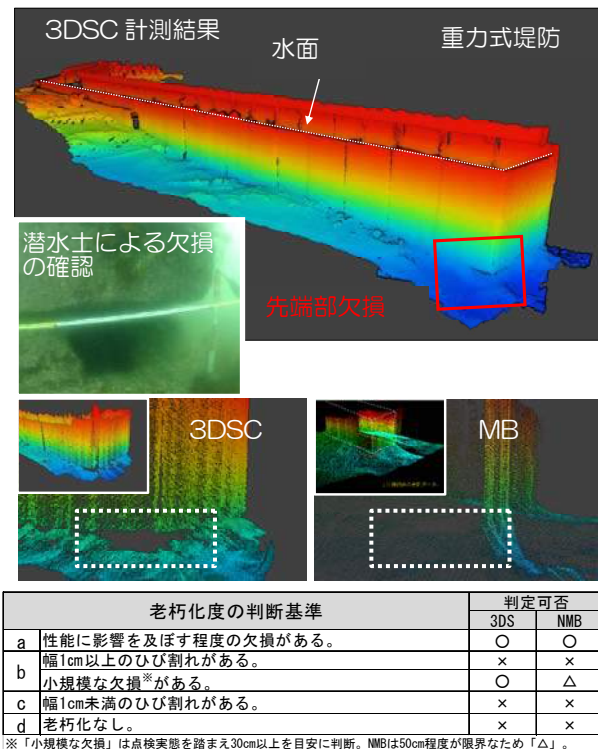 3DSC 計測結果
水面
重力式堤防
潜水士による欠損
の確認
先端部欠損
3DSC
MB
老朽化度の判断基準 判定可否
3DS NMB
a 性能に影響を及ぼす程度の欠損がある。 ○ ○
b 幅1cm以上のひび割れがある。 × ×
小規模な欠損※がある。 ○ △
c 幅1cm未満のひび割れがある。 × ×
d 老朽化なし。 × ×
※「小規模な欠損」は点検実態を踏まえ30cm以上を目安に判断。NMBは50cm程度が限界なため「△」。